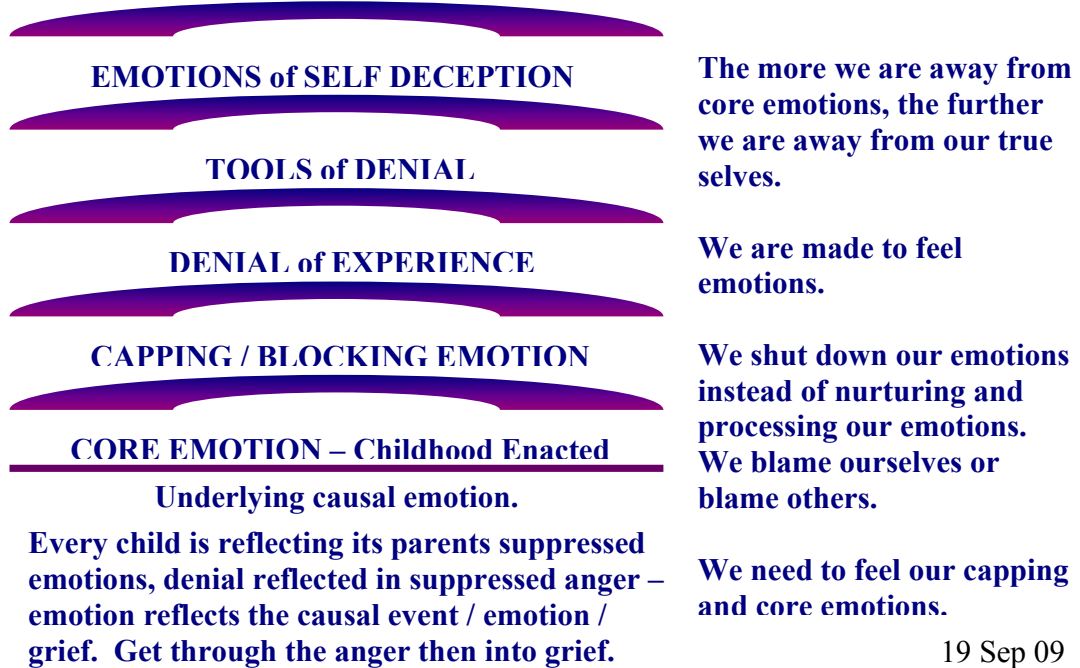 EMOTIONS of SELF DECEPTION
TOOLS of DENIAL
DENIAL of EXPERIENCE
CAPPING / BLOCKING EMOTION
CORE EMOTION – Childhood Enacted
Underlying causal emotion.
Every child is reflecting its parents suppressed
emotions, denial reflected in suppressed anger –
emotion reflects the causal event / emotion /
grief. Get through the anger then into grief.
The more we are away from
core emotions, the further
we are away from our true
selves.
We are made to feel
emotions.
We shut down our emotions
instead of nurturing and
processing our emotions.
We blame ourselves or
blame others.
We need to feel our capping
and core emotions.
19 Sep 09